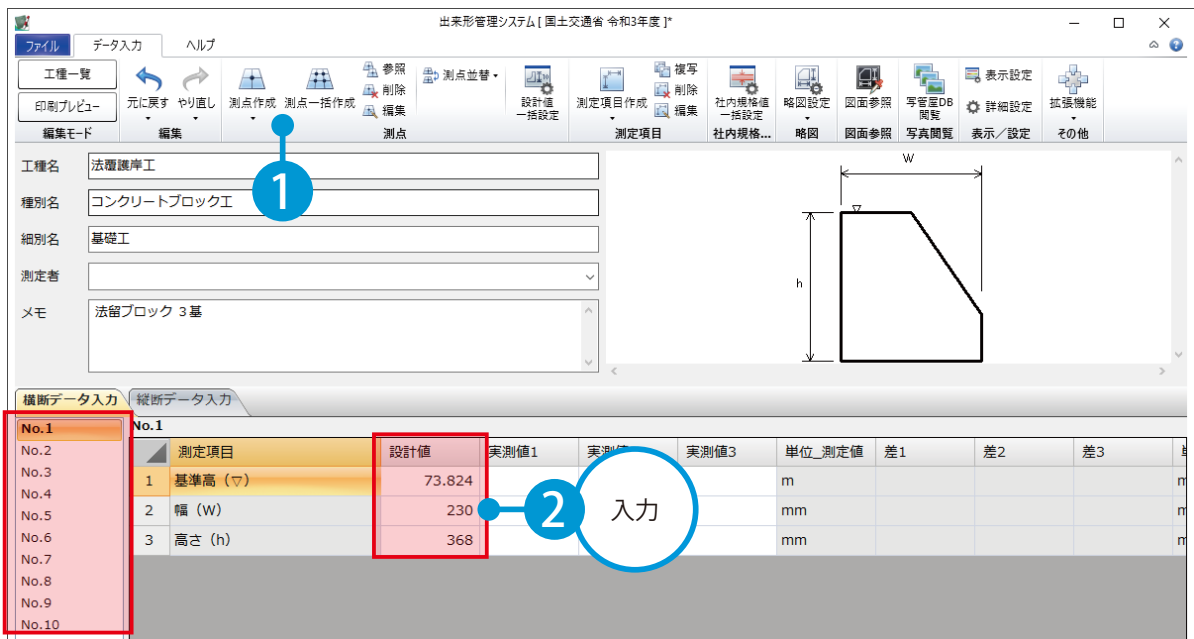 出来形管理システム [ 国土交通省 令和3年度 ]*
ファイル データ入力 ヘルプ
工種一覧
印刷プレビュー
編集モード
元に戻す やり直し
編集
測点作成 測点一括作成
参照
削除
編集
測点並替
設計値
一括設定
測点
測定項目作成
複写
削除
編集
測定項目
社内規格値
一括設定
社内規格...
略図設定
略図
図面参照
図面参照
写管屋DB
閲覧
写真閲覧
表示設定
詳細設定
表示／設定
拡張機能
その他
1
工種名 法覆護岸工
種別名 コンクリートブロック工
細別名 基礎工
測定者
メモ 法留ブロック 3基
W
▽
h
横断データ入力 縦断データ入力
No.1
No.2
No.3
No.4
No.5
No.6
No.7
No.8
No.9
No.10
No.1
測定項目 設計値 実測値1 実測値 実測値3 単位_測定値 差1 差2 差3
1 基準高（▽） 73.824 m
2 幅（W） 230 mm
3 高さ（h） 368 mm
2 入力